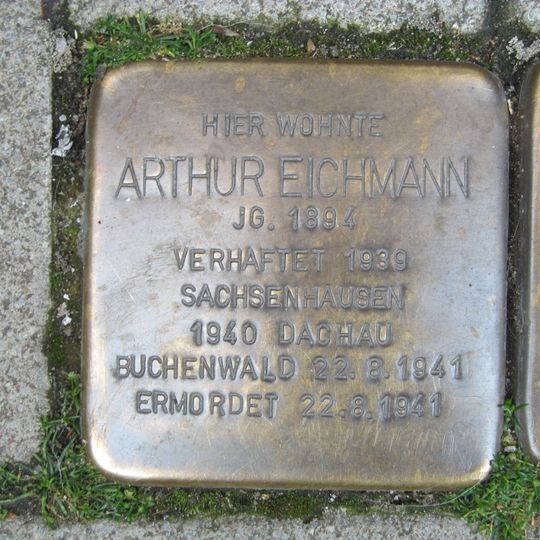 HIER WOHNTE
ARTHUR EICHMANN
JG. 1894
VERHAFTET 1939
SACHSENHAUSEN
1940 DACHAU
BUCHENWALD 22.8.1941
ERMORDET 22.8.1941